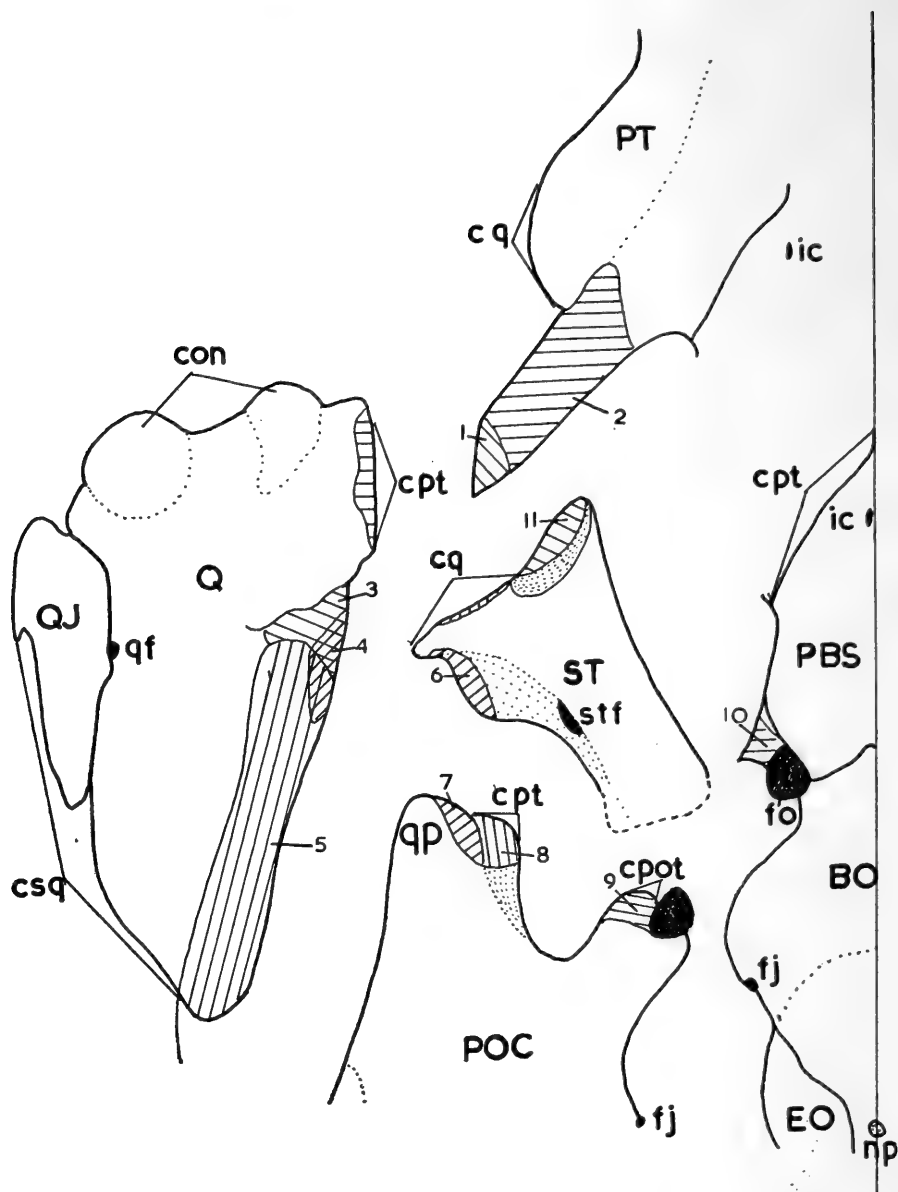 PT
cq
ic
con
1
2
cpt
cpt
11
ic
cq
Q
3
QJ
4
qf
PBS
6
ST
stf
10
7
cpt
fo
qp
5
8
csq
cpot
9
BO
fj
POC
fj
EO
np